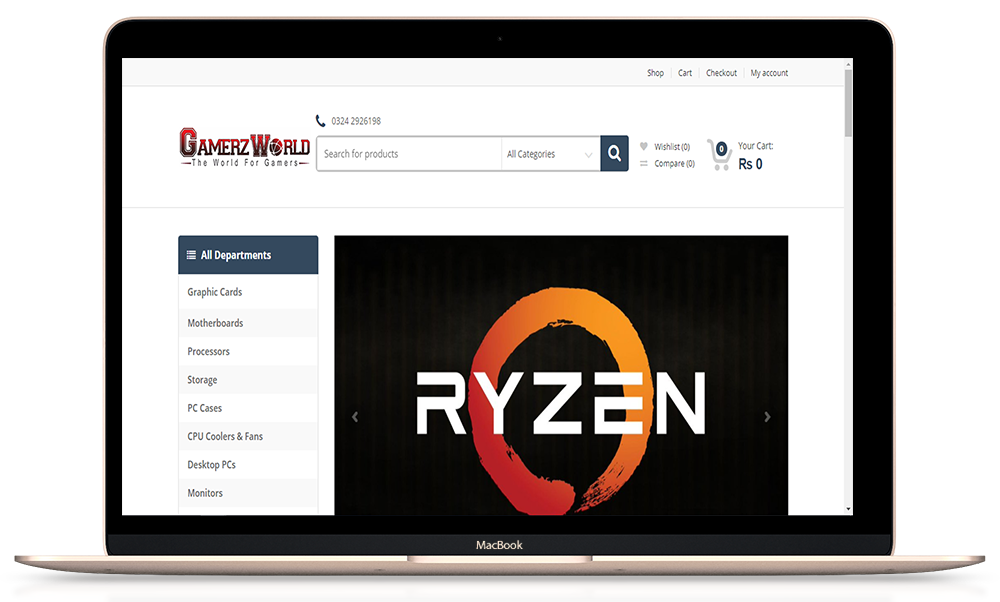 Shop Cart Checkout My account
0324 2926198
GAMERZWORLD
The World For Gamers
Search for products All Categories
Wishlist (0)
Compare (0)
0
Your Cart:
Rs 0
All Departments
Graphic Cards
Motherboards
Processors
Storage
PC Cases
CPU Coolers & Fans
Desktop PCs
Monitors
RYZEN
MacBook